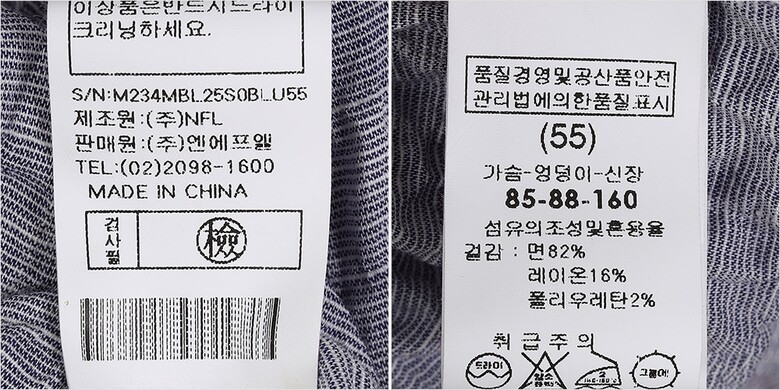 이상품은반드시드라이
크리닝하세요.
S/N:M234MBL25S0BLU55
제조원:(주)NFL
판매원:(주)엔에프엘
TEL:(02)2098-1600
MADE IN CHINA
검사필
檢
품질경영및공산품안전
관리법에의한품질표시
(55)
가슴-엉덩이-신장
85-88-160
섬유의조성및혼용율
겉감 : 면82%
레이온16%
폴리우레탄2%
취급주의
드라이
염소
표백
그늘에